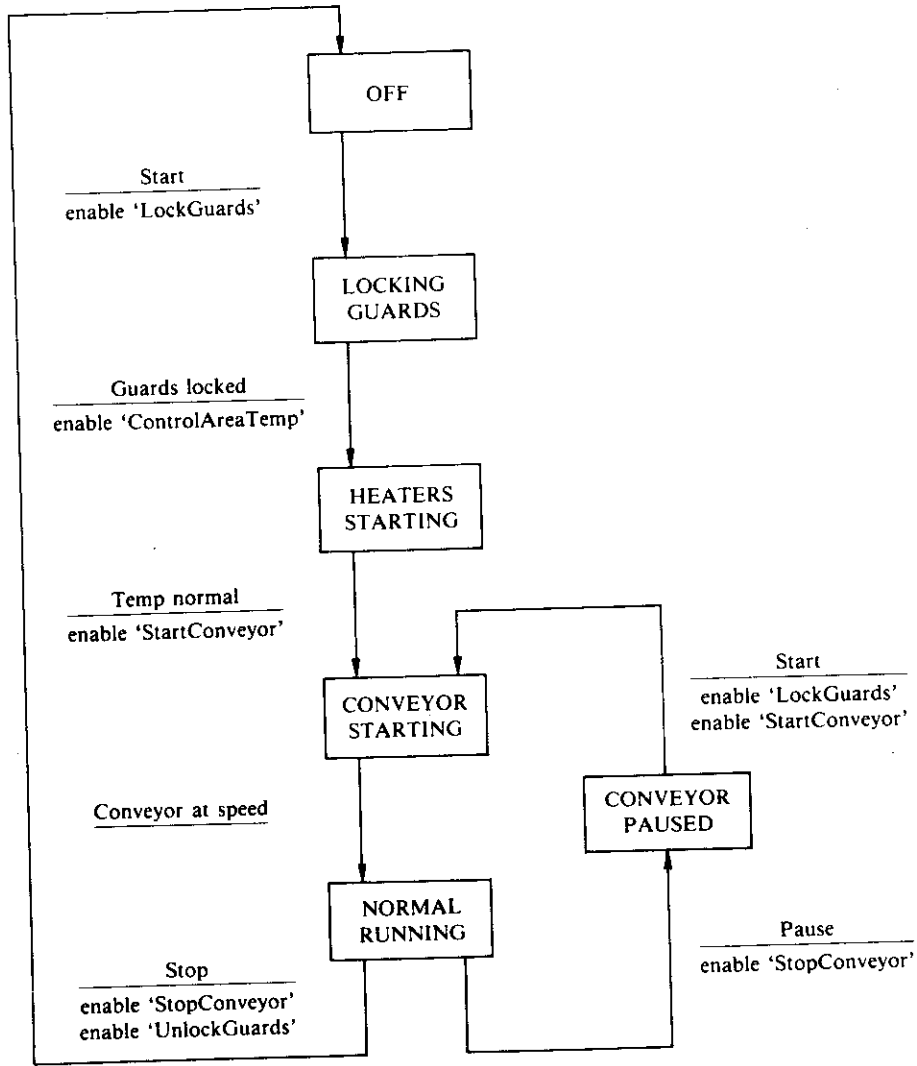 OFF
Start
enable ‘LockGuards’
LOCKING
GUARDS
Guards locked
enable ‘ControlAreaTemp’
HEATERS
STARTING
Temp normal
enable ‘StartConveyor’
CONVEYOR
STARTING
Start
enable ‘LockGuards’
enable ‘StartConveyor’
Conveyor at speed
CONVEYOR
PAUSED
NORMAL
RUNNING
Pause
enable ‘StopConveyor’
Stop
enable ‘StopConveyor’
enable ‘UnlockGuards’